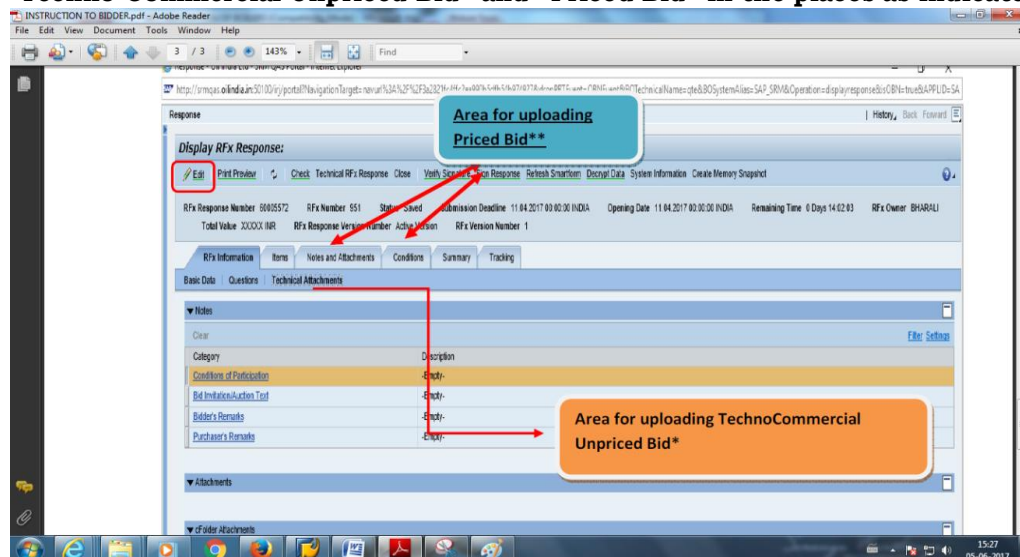 "Techno-Commercial Unpriced Bid" and "Priced Bid" in the places as indicate
INSTRUCTION TO BIDDER.pdf - Adobe Reader
File Edit View Document Tools Window Help
3 / 3 143% Find
Response
History Back Forward
Area for uploading
Priced Bid**
Display RFx Response:
Edit Print Preview Check Technical RFx Response Close Verify Signature Sign Response Refresh Smartform Decrypt Data System Information Create Memory Snapshot
RFx Response Number 60005572 RFx Number 951 Status Saved Submission Deadline 11.04.2017 00:00:00 INDIA Opening Date 11.04.2017 00:00:00 INDIA Remaining Time 0 Days 14:02:03 RFx Owner BHARALI
Total Value XXXXX INR RFx Response Version Number Active Version RFx Version Number 1
RFx Information Items Notes and Attachments Conditions Summary Tracking
Basic Data Questions Technical Attachments
Notes
Clear Filter Settings
Category Description
Conditions of Participation -Empty-
Bid Invitation/Auction Text -Empty-
Bidder's Remarks -Empty-
Purchaser's Remarks -Empty-
Area for uploading TechnoCommercial
Unpriced Bid*
Attachments
cFolder Attachments
15:27
05-06-2017